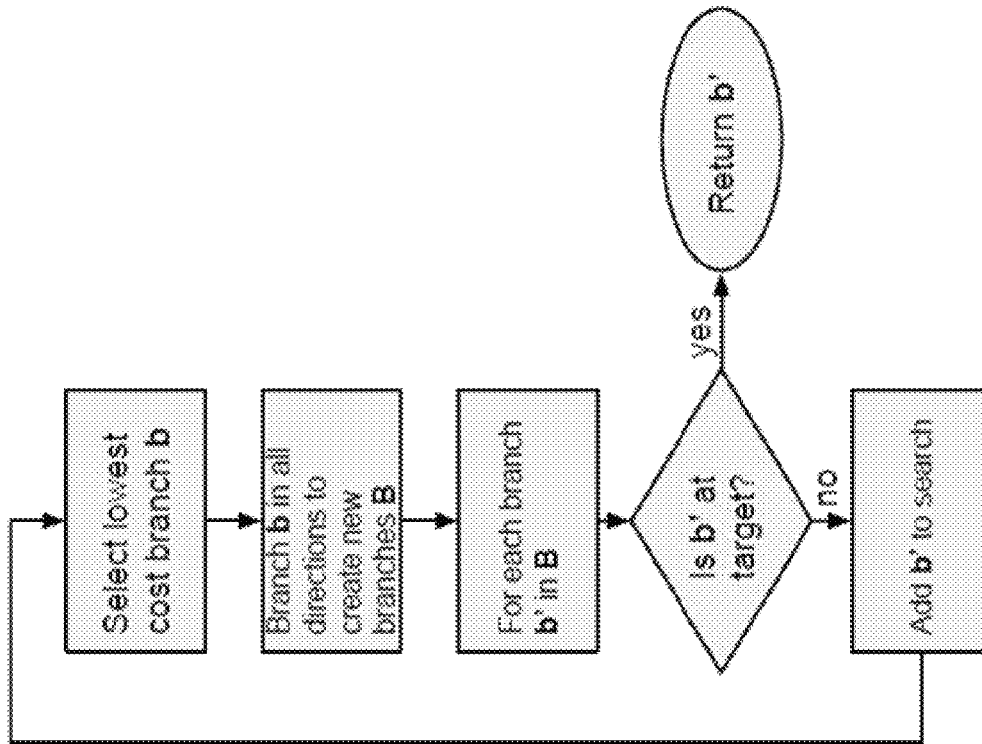 Select lowest
cost branch b
Branch b in all
directions to
create new
branches B
For each branch
b' in B
Is b' at
target?
yes
Return b'
no
Add b' to search